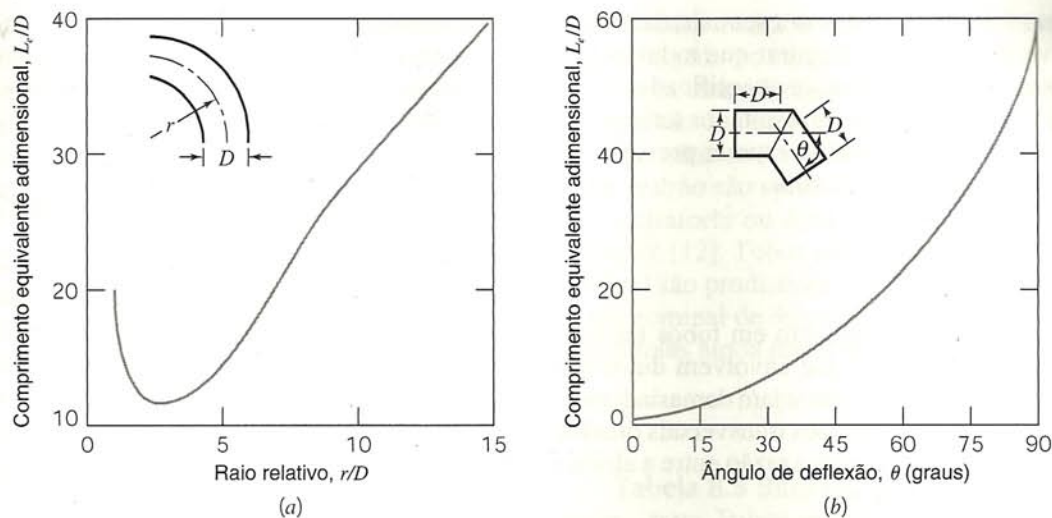 Comprimento equivalente adimensional, Lₑ/D
40
30
20
10
0
5
10
15
r
D
Raio relativo, r/D
(a)
Comprimento equivalente adimensional, Lₑ/D
60
40
20
0
0
15
30
45
60
75
90
D
D
D
θ
Ângulo de deflexão, θ (graus)
(b)